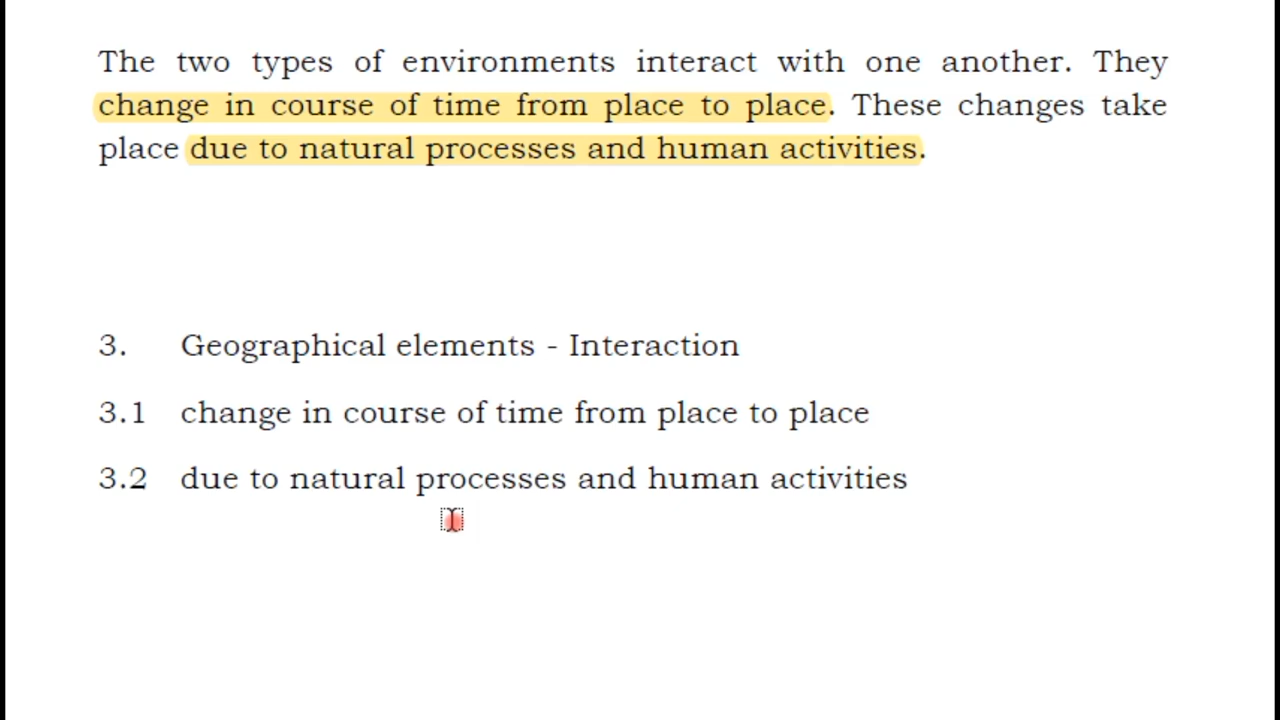 The two types of environments interact with one another. They
change in course of time from place to place. These changes take
place due to natural processes and human activities.
3. Geographical elements - Interaction
3.1 change in course of time from place to place
3.2 due to natural processes and human activities